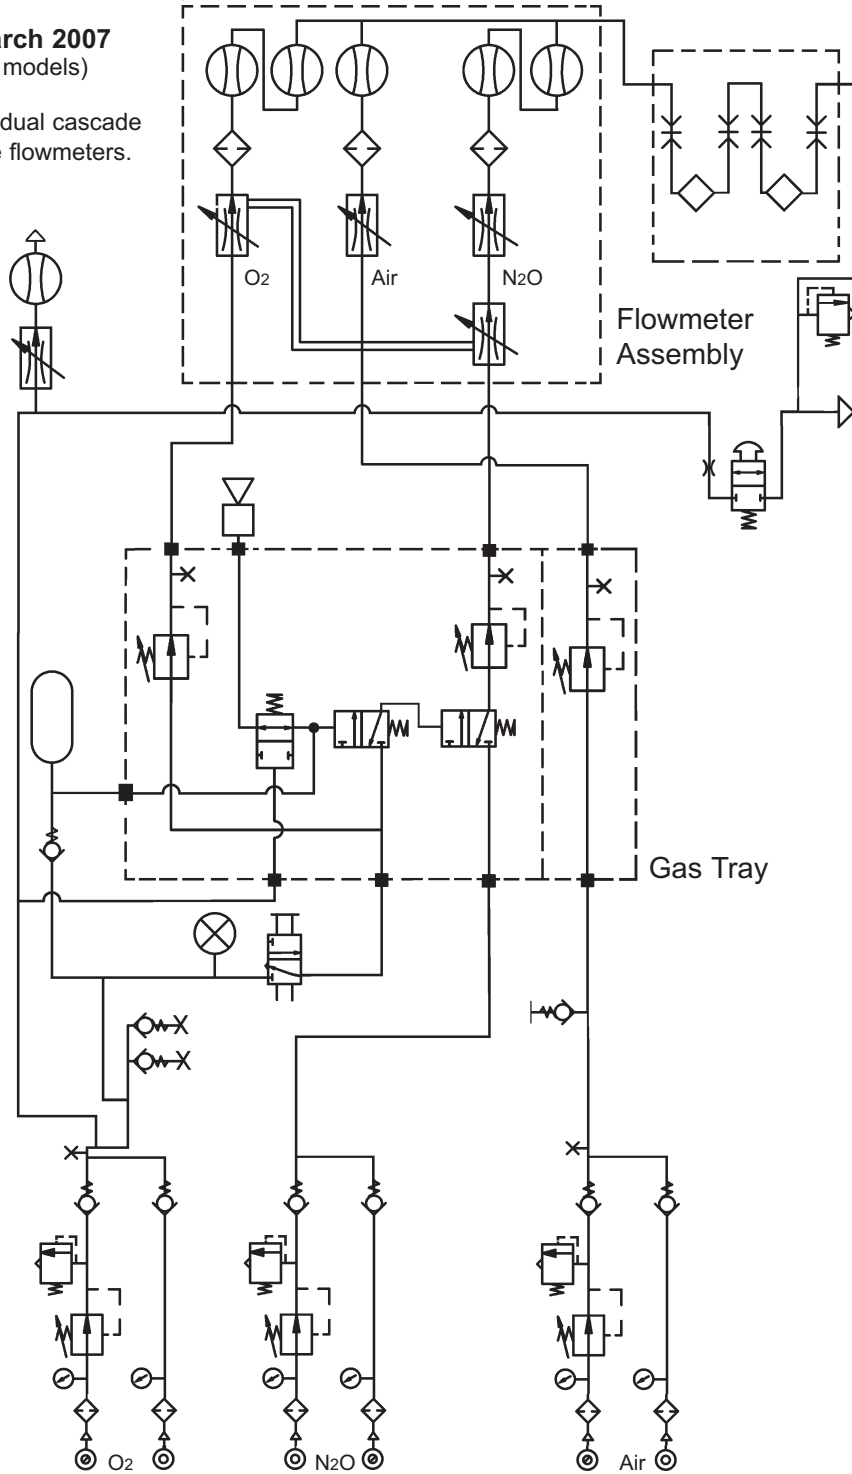 arch 2007
models)
dual cascade
flowmeters.
O2
Air
N2O
Flowmeter
Assembly
Gas Tray
O2
N2O
Air